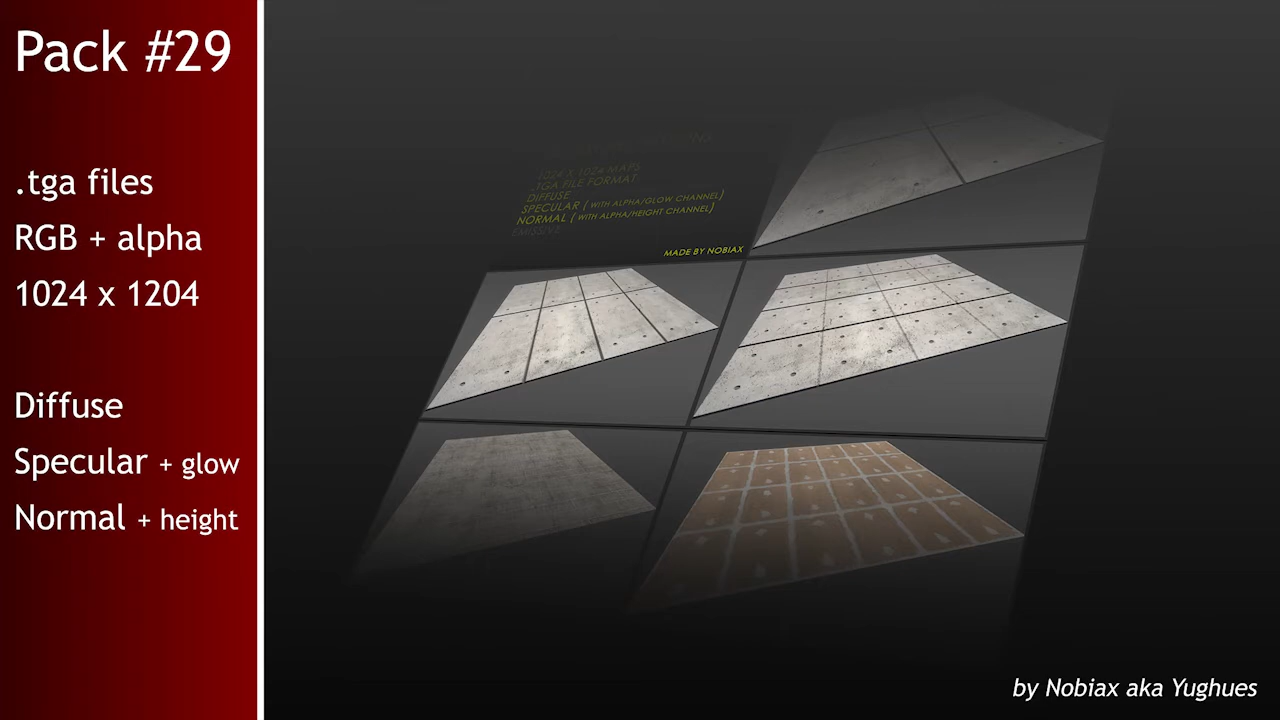 Pack #29
.tga files
RGB + alpha
1024 x 1204
Diffuse
Specular + glow
Normal + height
1024 X 1024 MAPS
.TGA FILE FORMAT
DIFFUSE
SPECULAR ( WITH ALPHA/GLOW CHANNEL)
NORMAL ( WITH ALPHA/HEIGHT CHANNEL)
EMISSIVE
MADE BY NOBIAX
by Nobiax aka Yughues